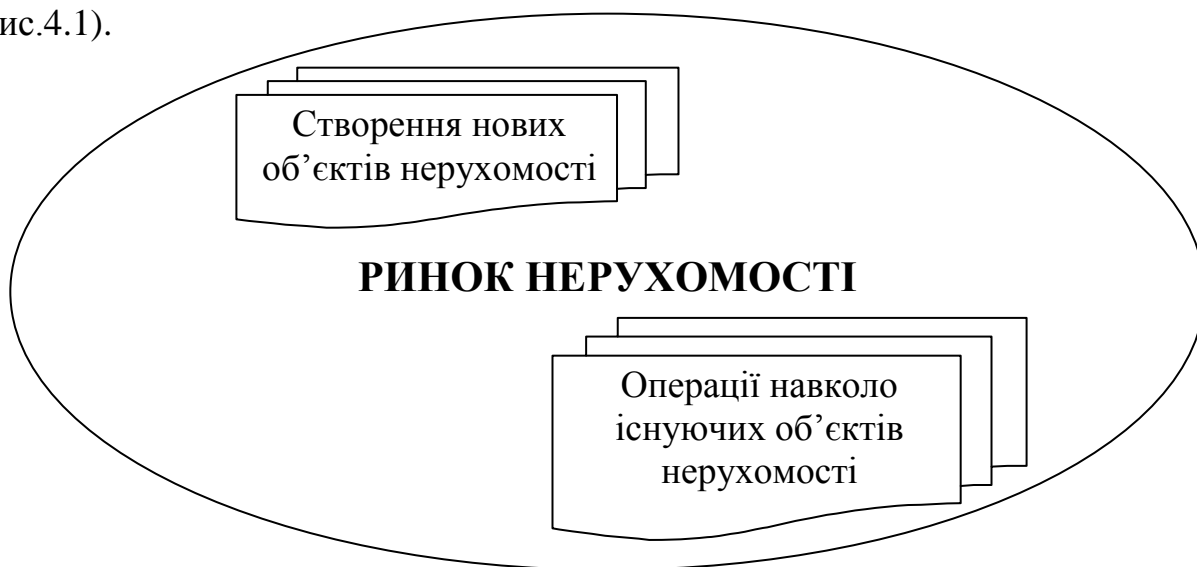 ис.4.1).
Створення нових
об’єктів нерухомості
РИНОК НЕРУХОМОСТІ
Операції навколо
існуючих об’єктів
нерухомості